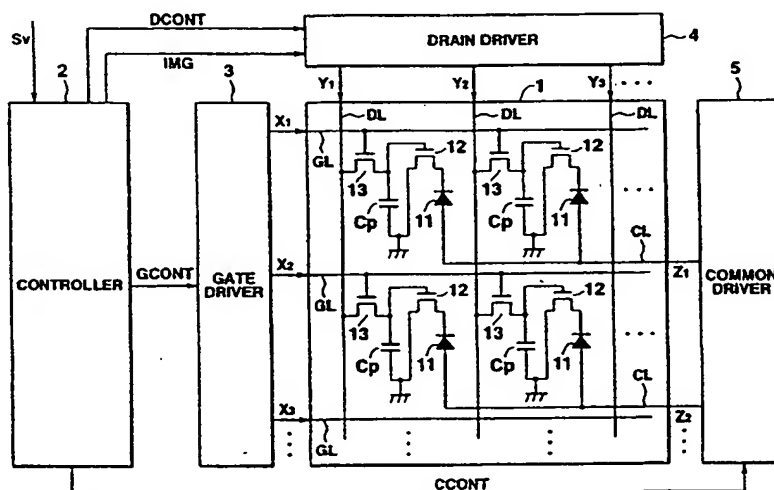 DCONT
Sv
IMG
DRAIN DRIVER
4
2
3
Y1 Y2 Y3 ....
1
5
X1
DL DL DL
GL
12 12
13 13
Cp 11 Cp 11
CL
Z1
CONTROLLER
GCONT
GATE DRIVER
X2
COMMON DRIVER
GL
12 12
13 13
Cp 11 Cp 11
CL
Z2
X3
GL
CCONT